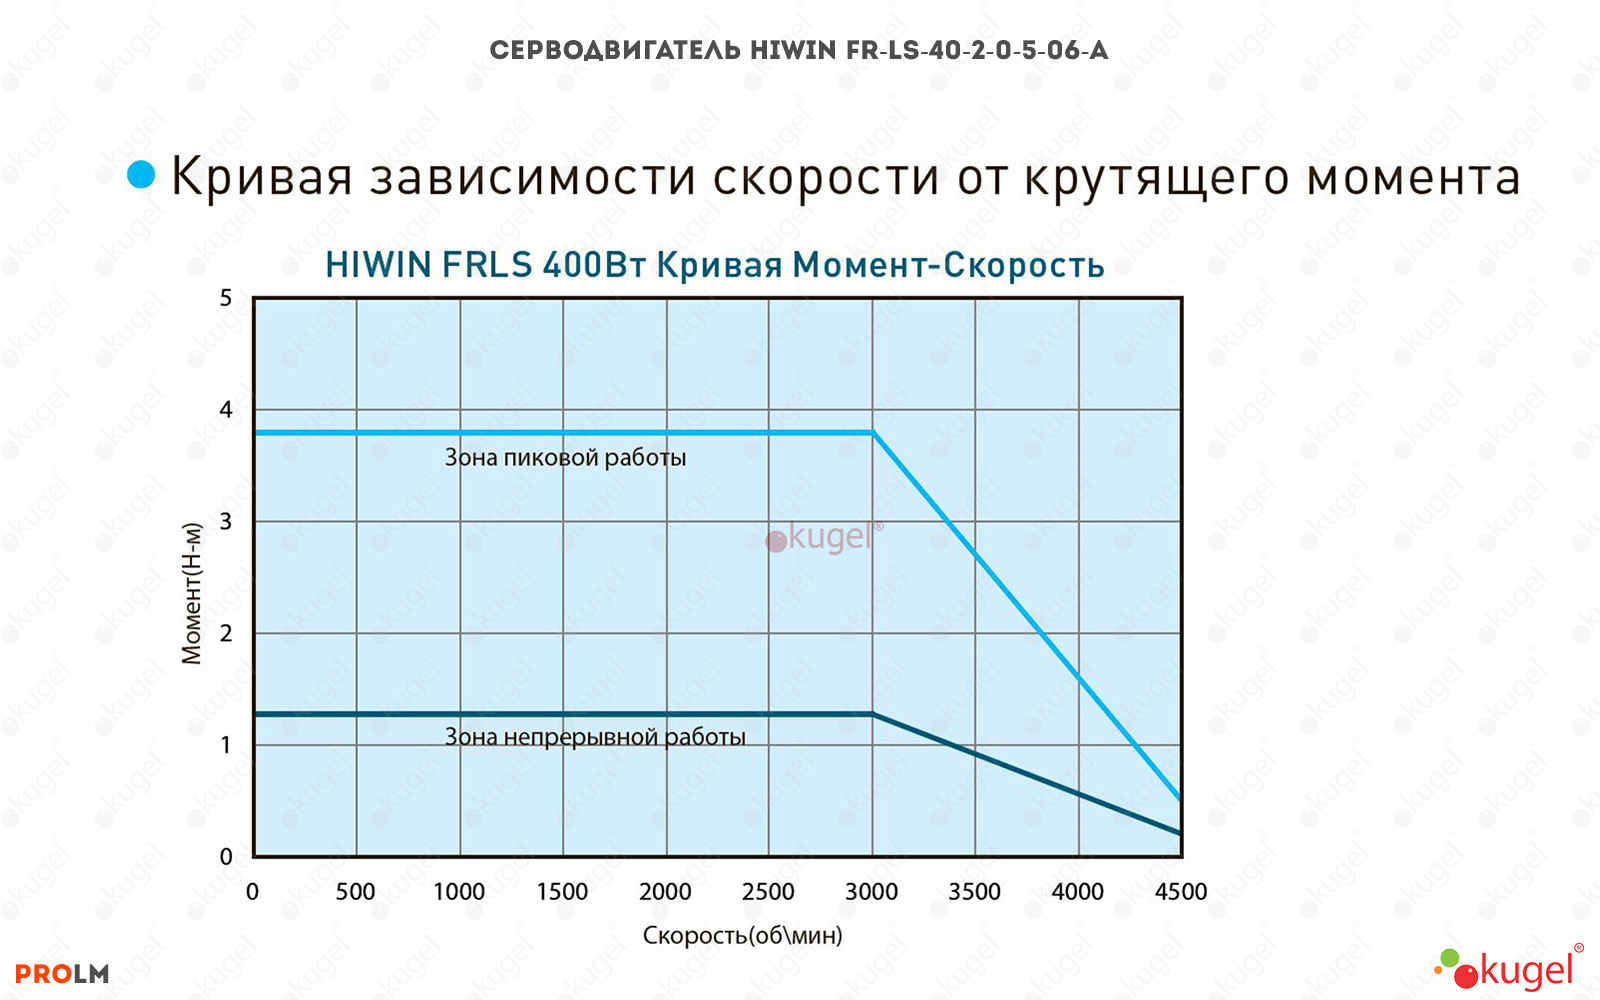 СЕРВОДВИГАТЕЛЬ HIWIN FR-LS-40-2-0-5-06-A
Кривая зависимости скорости от крутящего момента
HIWIN FRLS 400Вт Кривая Момент-Скорость
5
4
3
2
1
0
Момент(Н-м)
Зона пиковой работы
kugel®
Зона непрерывной работы
0 500 1000 1500 2000 2500 3000 3500 4000 4500
Скорость(об\мин)
PROLM
kugel®